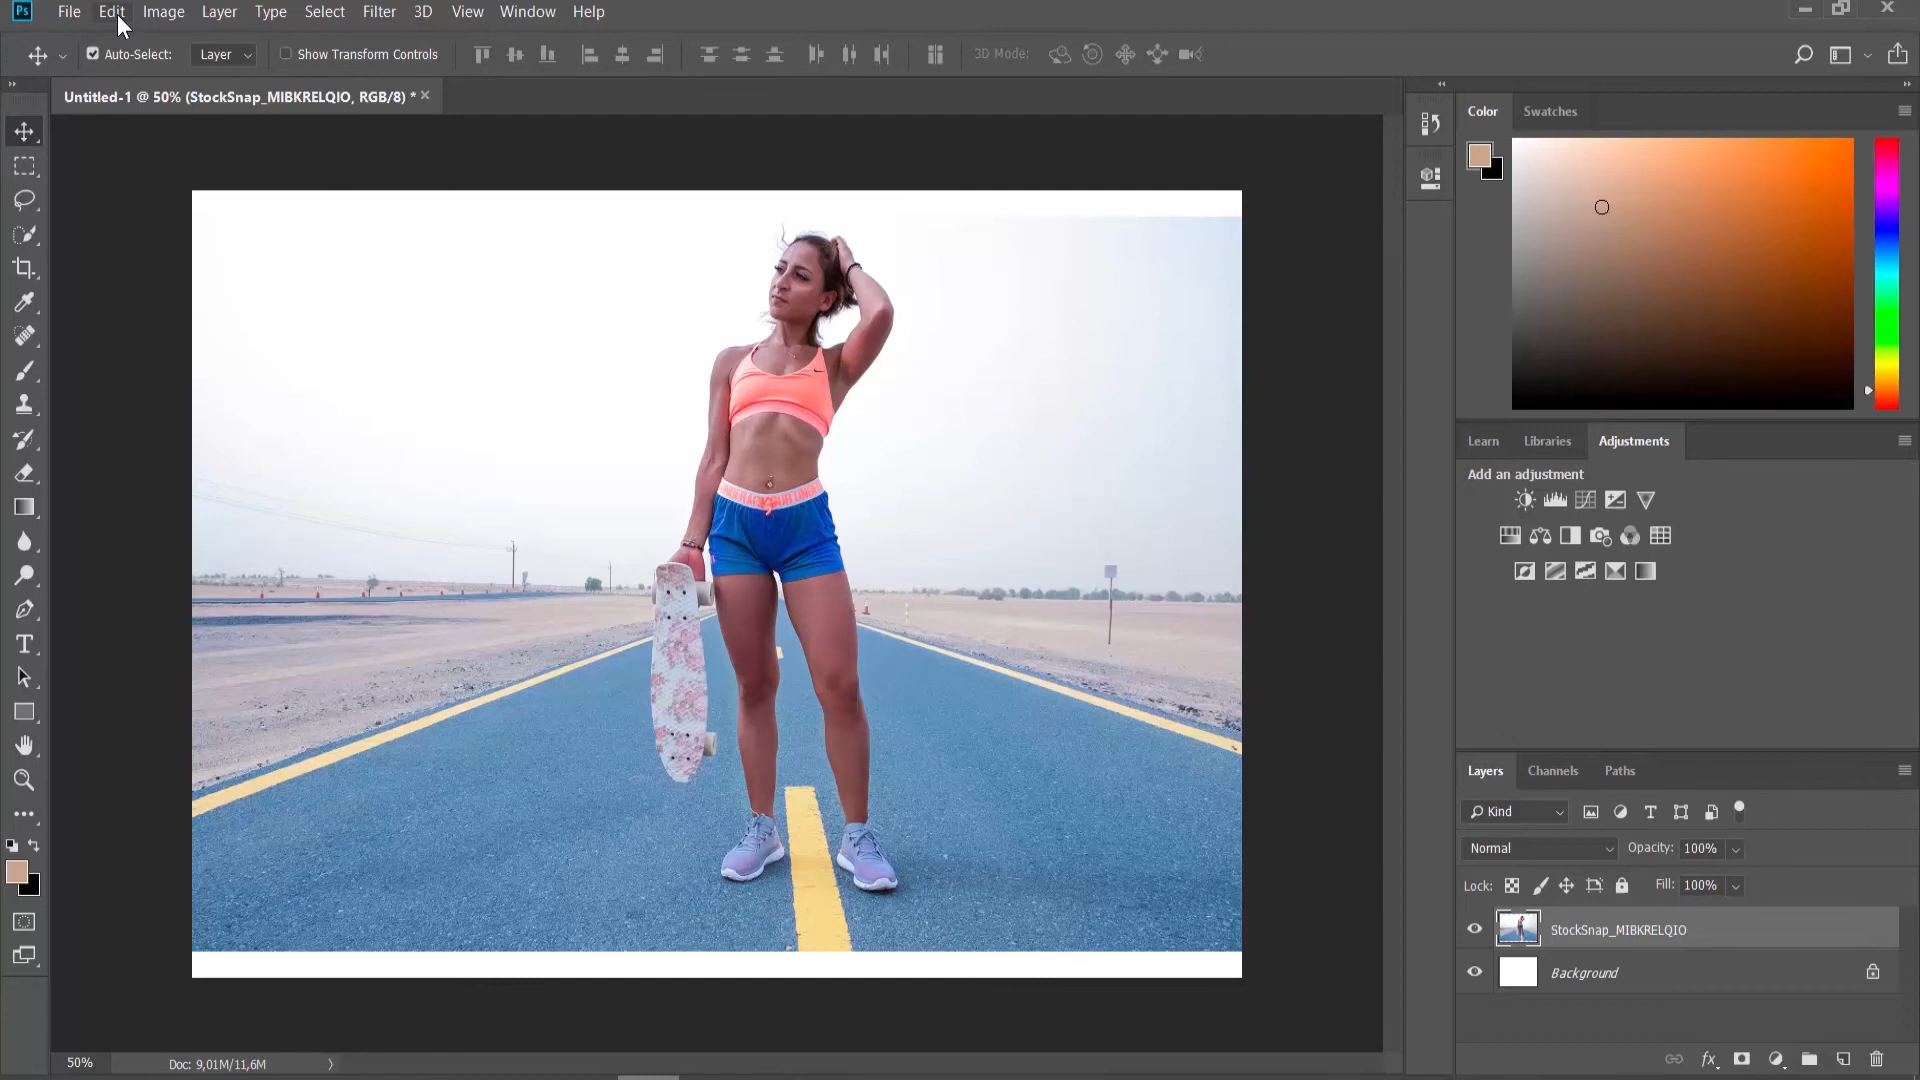 Ps File Edit Image Layer Type Select Filter 3D View Window Help
Auto-Select: Layer Show Transform Controls 3D Mode:
Untitled-1 @ 50% (StockSnap_MIBKRELQIO, RGB/8) *
Color Swatches
Learn Libraries Adjustments
Add an adjustment
Layers Channels Paths
Kind
Normal Opacity: 100%
Lock: Fill: 100%
StockSnap_MIBKRELQIO
Background
fx
50% Doc: 9,01M/11,6M